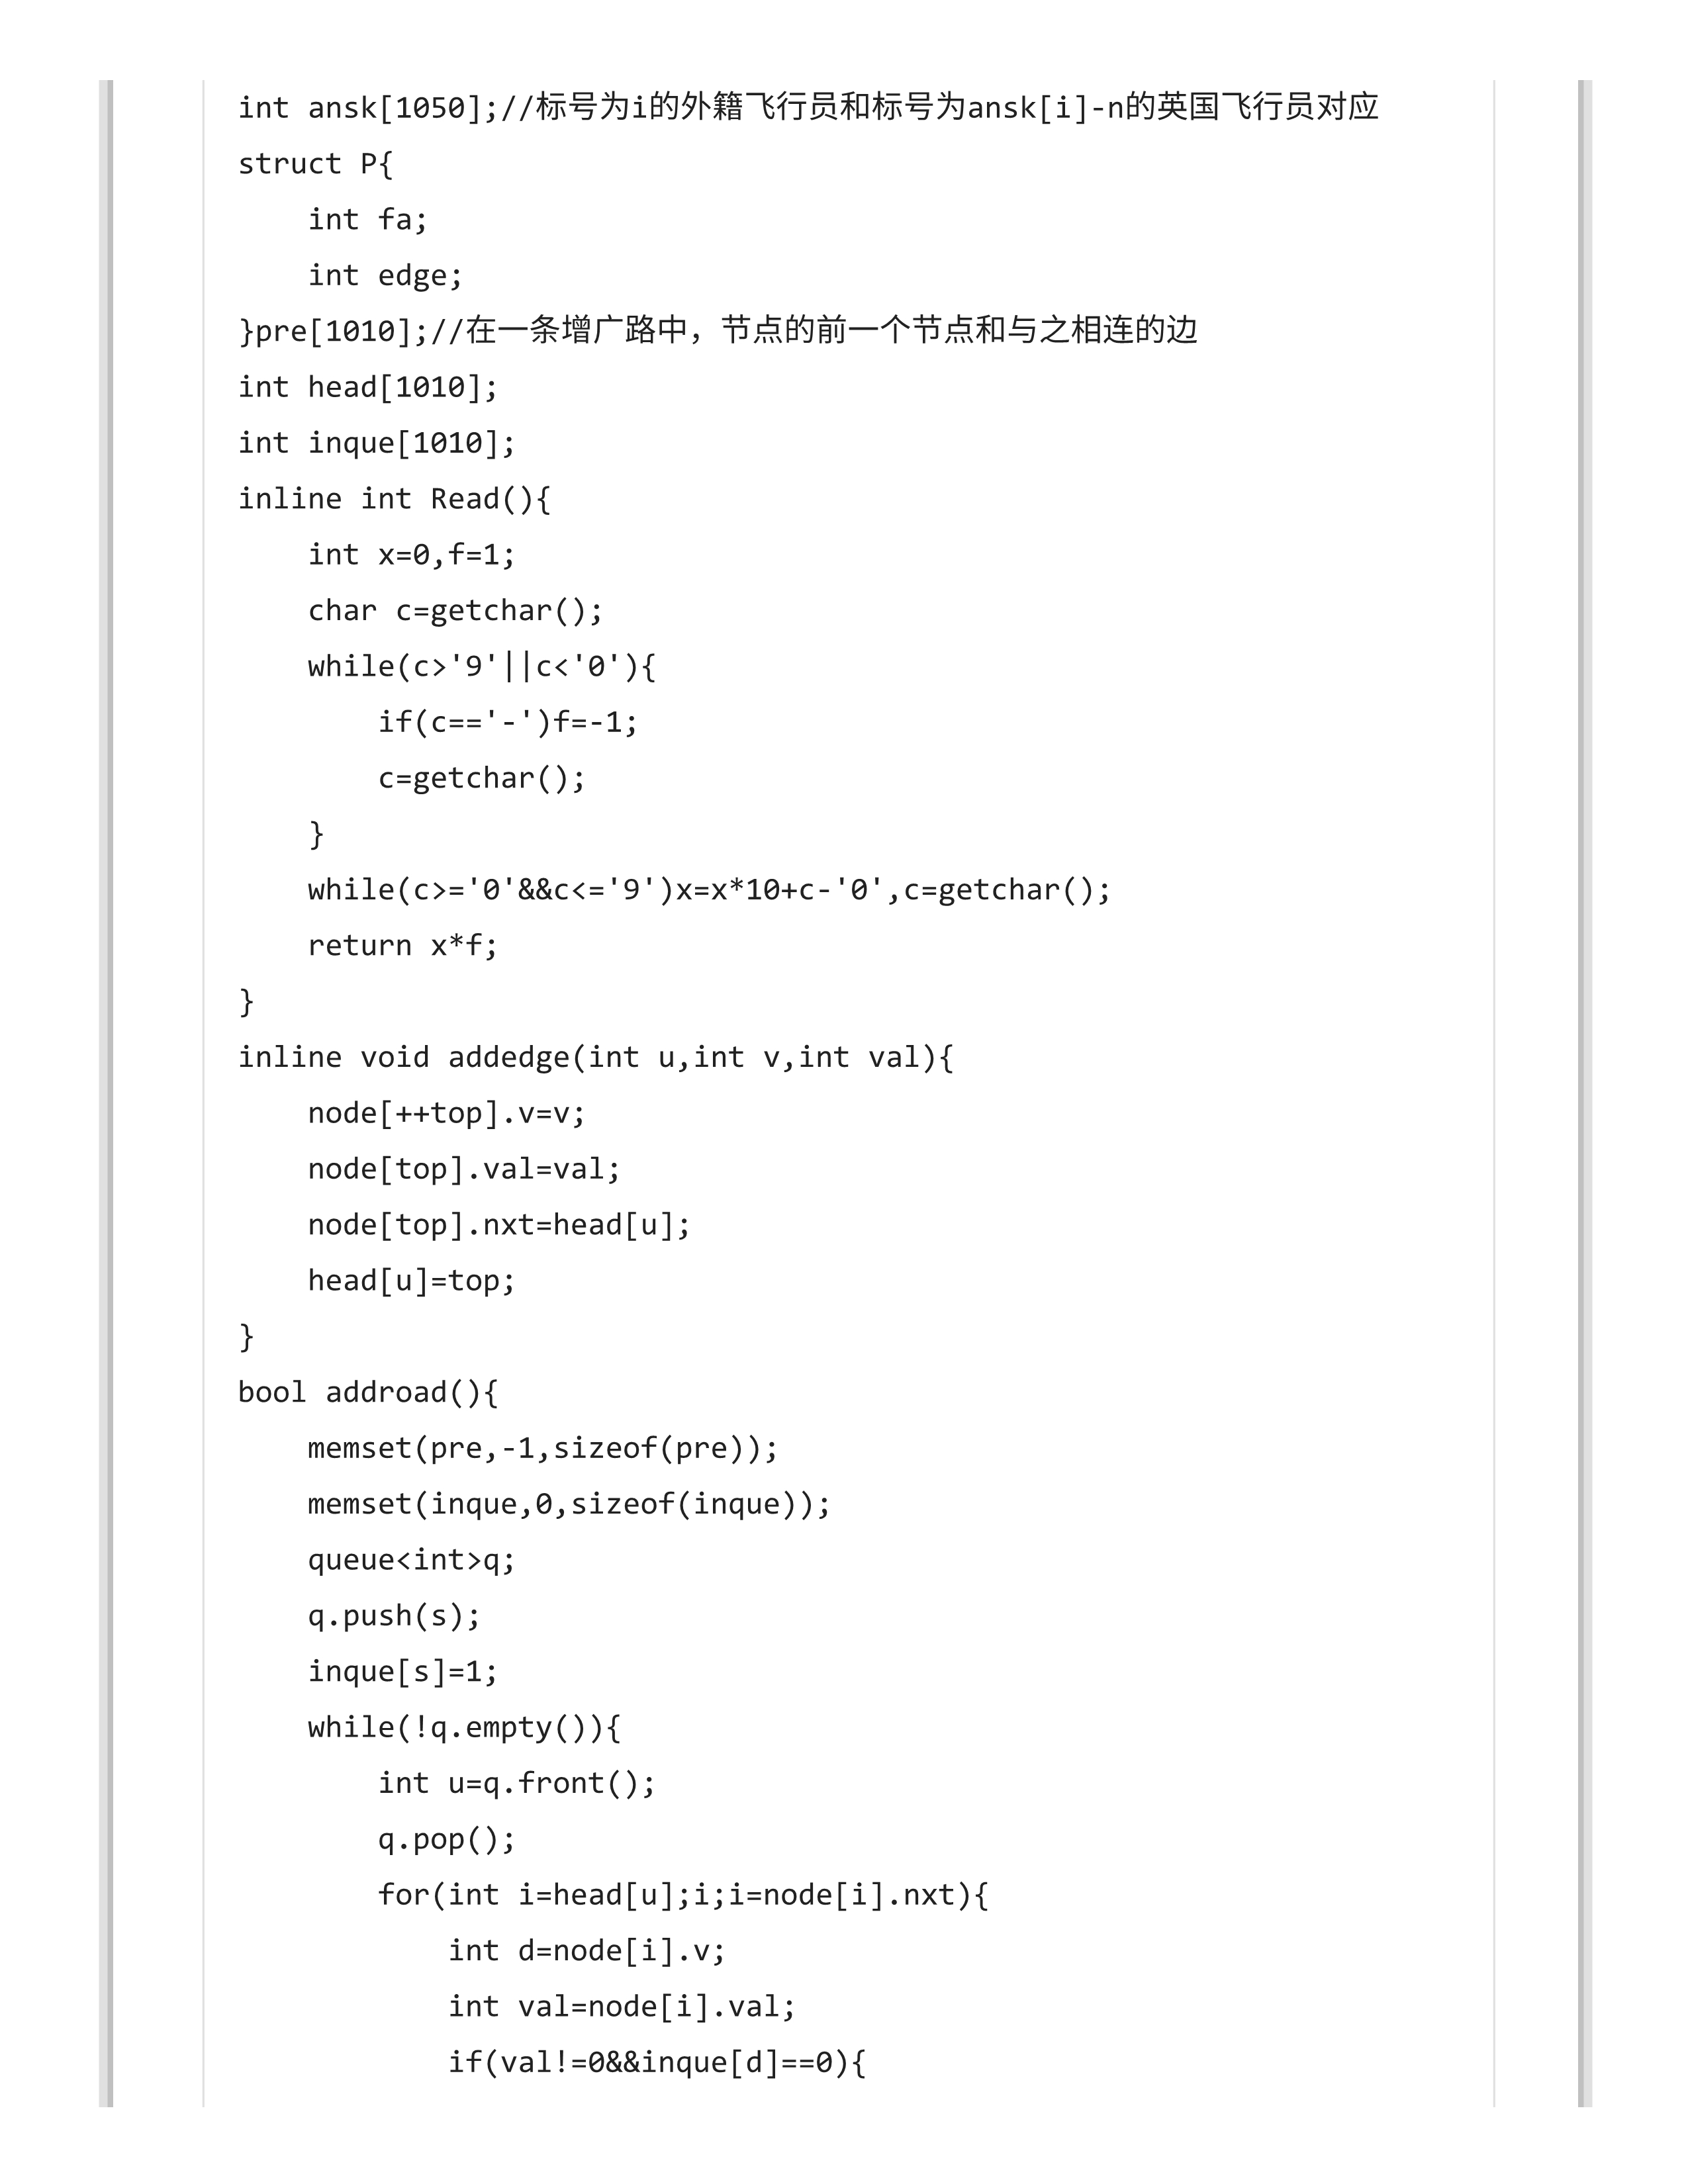 int ansk[1050];//标号为i的外籍飞行员和标号为ansk[i]-n的英国飞行员对应
struct P{
    int fa;
    int edge;
}pre[1010];//在一条增广路中，节点的前一个节点和与之相连的边
int head[1010];
int inque[1010];
inline int Read(){
    int x=0,f=1;
    char c=getchar();
    while(c>'9'||c<'0'){
        if(c=='-')f=-1;
        c=getchar();
    }
    while(c>='0'&&c<='9')x=x*10+c-'0',c=getchar();
    return x*f;
}
inline void addedge(int u,int v,int val){
    node[++top].v=v;
    node[top].val=val;
    node[top].nxt=head[u];
    head[u]=top;
}
bool addroad(){
    memset(pre,-1,sizeof(pre));
    memset(inque,0,sizeof(inque));
    queue<int>q;
    q.push(s);
    inque[s]=1;
    while(!q.empty()){
        int u=q.front();
        q.pop();
        for(int i=head[u];i;i=node[i].nxt){
            int d=node[i].v;
            int val=node[i].val;
            if(val!=0&&inque[d]==0){